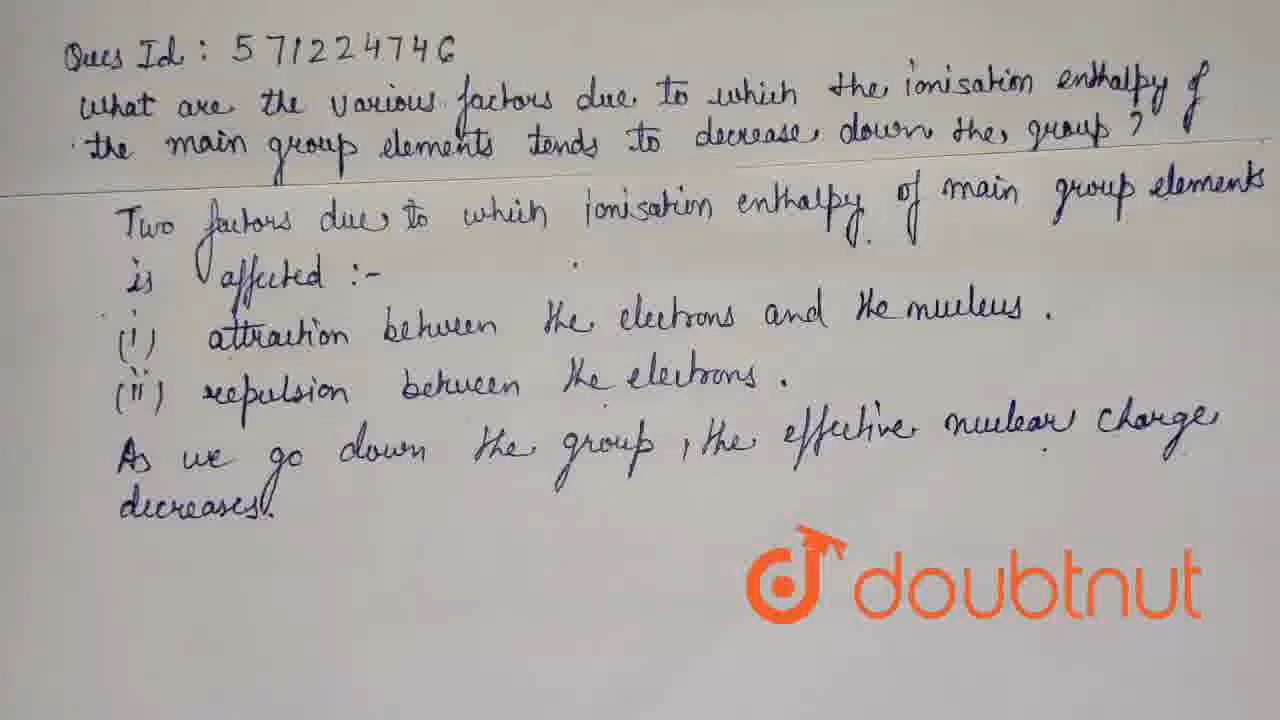 Ques Id : 571224746
What are the various factors due to which the ionisation enthalpy of
the main group elements tends to decrease down the group ?
Two factors due to which ionisation enthalpy of main group elements
is affected :-
(i) attraction between the electrons and the nucleus.
(ii) repulsion between the electrons.
As we go down the group, the effective nuclear charge
decreases.
doubtnut